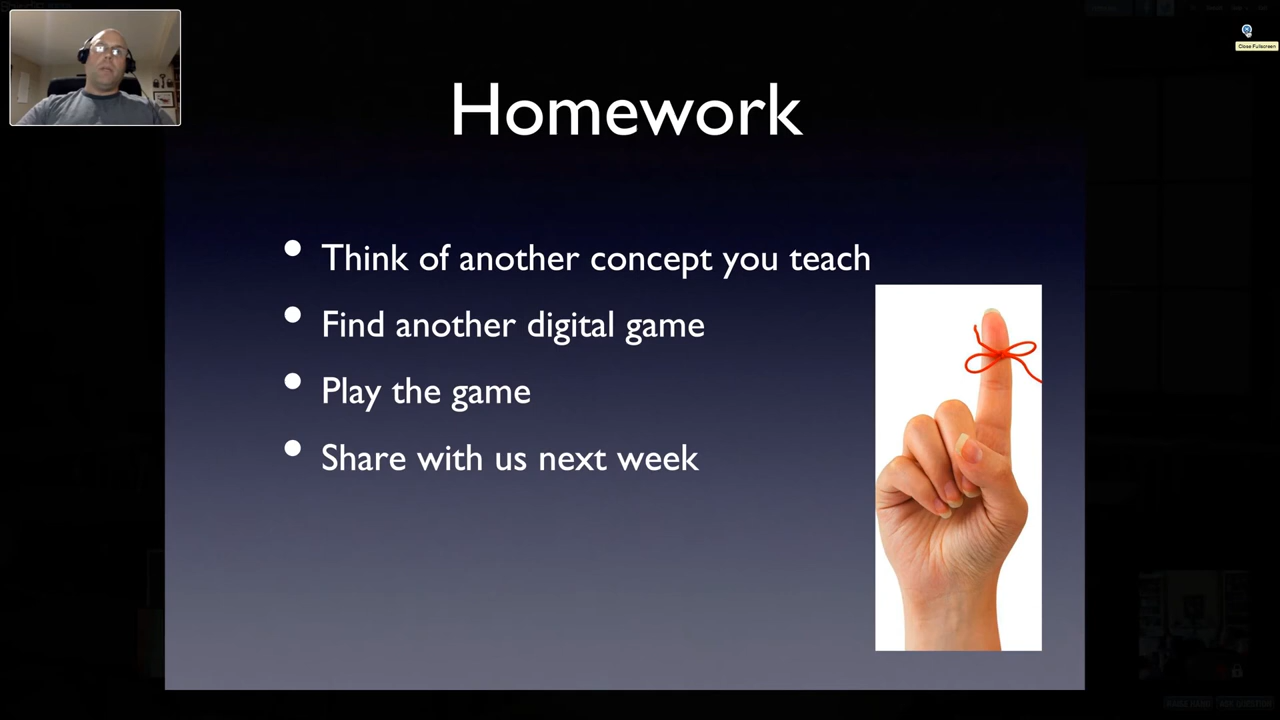 Homework
Think of another concept you teach
Find another digital game
Play the game
Share with us next week
Close Fullscreen